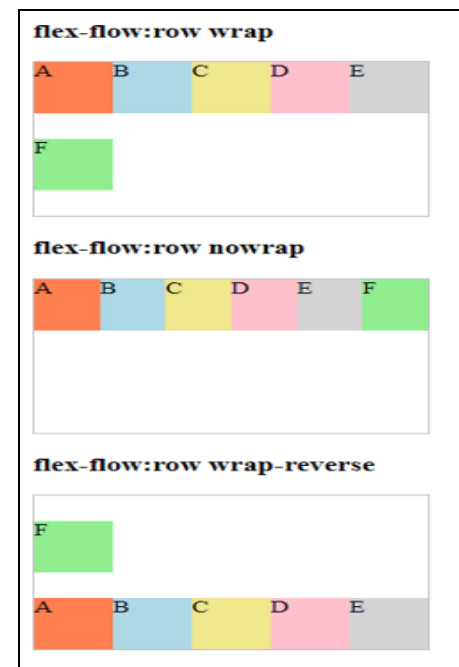 flex-flow:row wrap
A B C D E
F
flex-flow:row nowrap
A B C D E F
flex-flow:row wrap-reverse
F
A B C D E